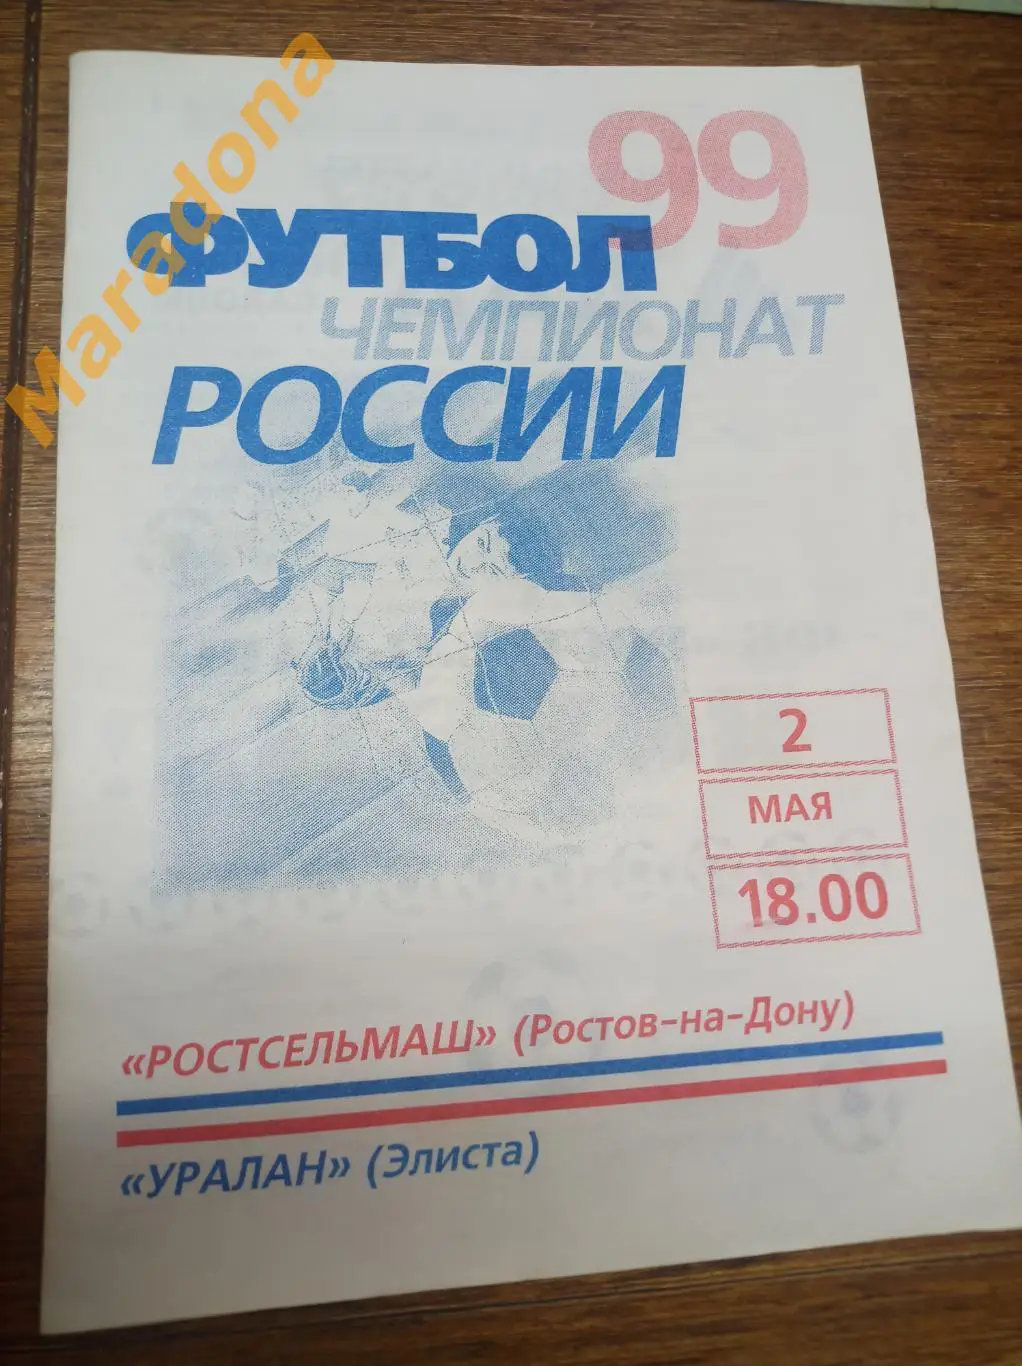 Maradona
99
ФУТБОЛ
ЧЕМПИОНАТ
РОССИИ
2
МАЯ
18.00
«РОСТСЕЛЬМАШ» (Ростов-на-Дону)
«УРАЛАН» (Элиста)